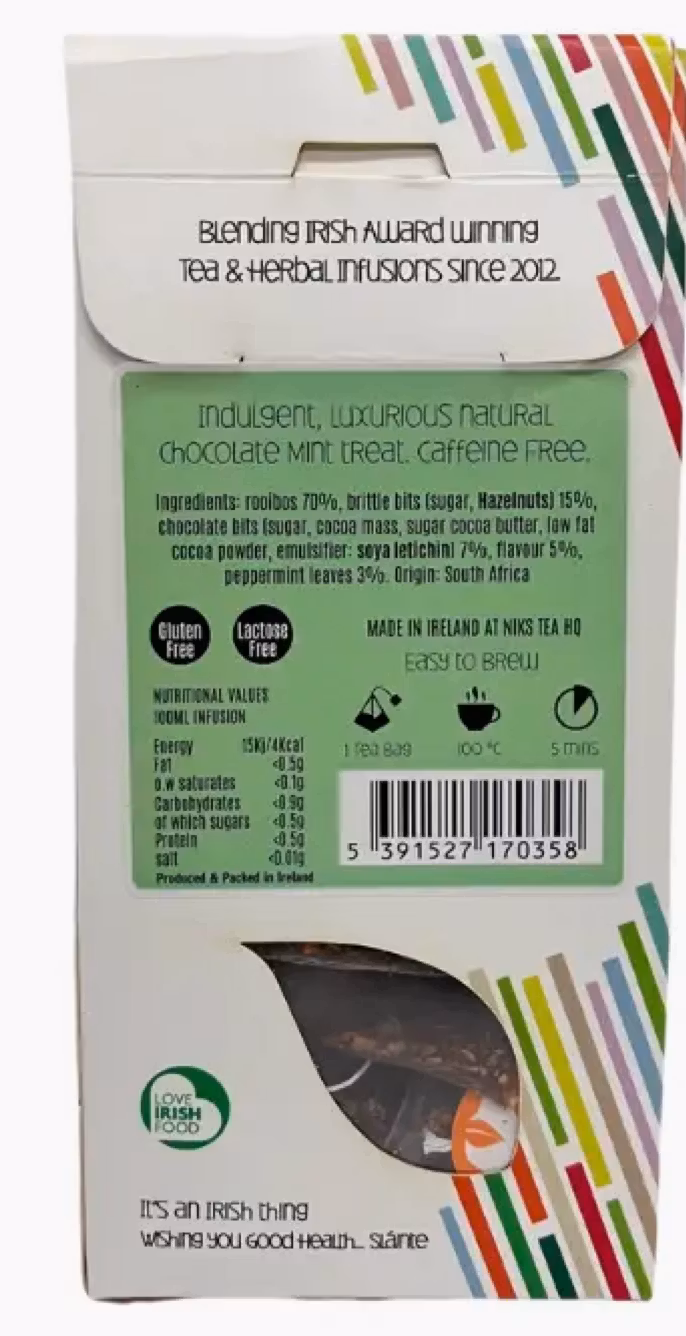 Blending Irish Award Winning
Tea & Herbal Infusions Since 2012
Indulgent, luxurious natural
chocolate mint treat. Caffeine free.
Ingredients: rooibos 70%, brittle bits (sugar, Hazelnuts) 15%,
chocolate bits (sugar, cocoa mass, sugar cocoa butter, low fat
cocoa powder, emulsifier: soya letichin) 7%, flavour 5%,
peppermint leaves 3%. Origin: South Africa
Gluten
Free
Lactose
Free
MADE IN IRELAND AT NIKS TEA HQ
Easy to Brew
1 Tea Bag
100 °C
5 mins
NUTRITIONAL VALUES
100ML INFUSION
Energy 15Kj/4Kcal
Fat <0.5g
o.w saturates <0.1g
Carbohydrates <0.9g
of which sugars <0.5g
Protein <0.5g
salt <0.01g
Produced & Packed in Ireland
5 391527 170358
LOVE
IRISH
FOOD
It's an Irish thing
Wishing you Good Health... Sláinte